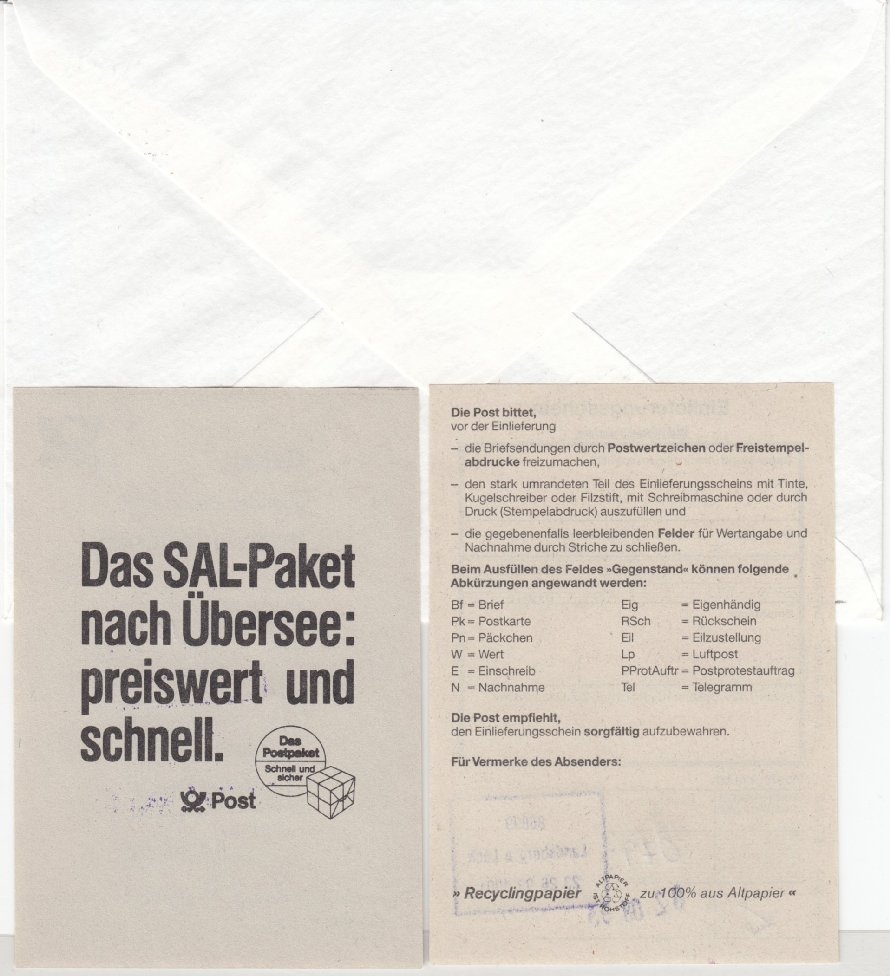 Das SAL-Paket
nach Übersee:
preiswert und
schnell.
Das
Postpaket
Schnell und
sicher
Post
Die Post bittet,
vor der Einlieferung
– die Briefsendungen durch Postwertzeichen oder Freistempel-
abdrucke freizumachen,
– den stark umrandeten Teil des Einlieferungsscheins mit Tinte,
Kugelschreiber oder Filzstift, mit Schreibmaschine oder durch
Druck (Stempelabdruck) auszufüllen und
– die gegebenenfalls leerbleibenden Felder für Wertangabe und
Nachnahme durch Striche zu schließen.
Beim Ausfüllen des Feldes »Gegenstand« können folgende
Abkürzungen angewandt werden:
Bf = Brief Eig = Eigenhändig
Pk = Postkarte RSch = Rückschein
Pn = Päckchen Eil = Eilzustellung
W = Wert Lp = Luftpost
E = Einschreib PProtAuftr = Postprotestauftrag
N = Nachnahme Tel = Telegramm
Die Post empfiehlt,
den Einlieferungsschein sorgfältig aufzubewahren.
Für Vermerke des Absenders:
» Recyclingpapier ALTPAPIER IST ROHSTOFF zu 100% aus Altpapier «